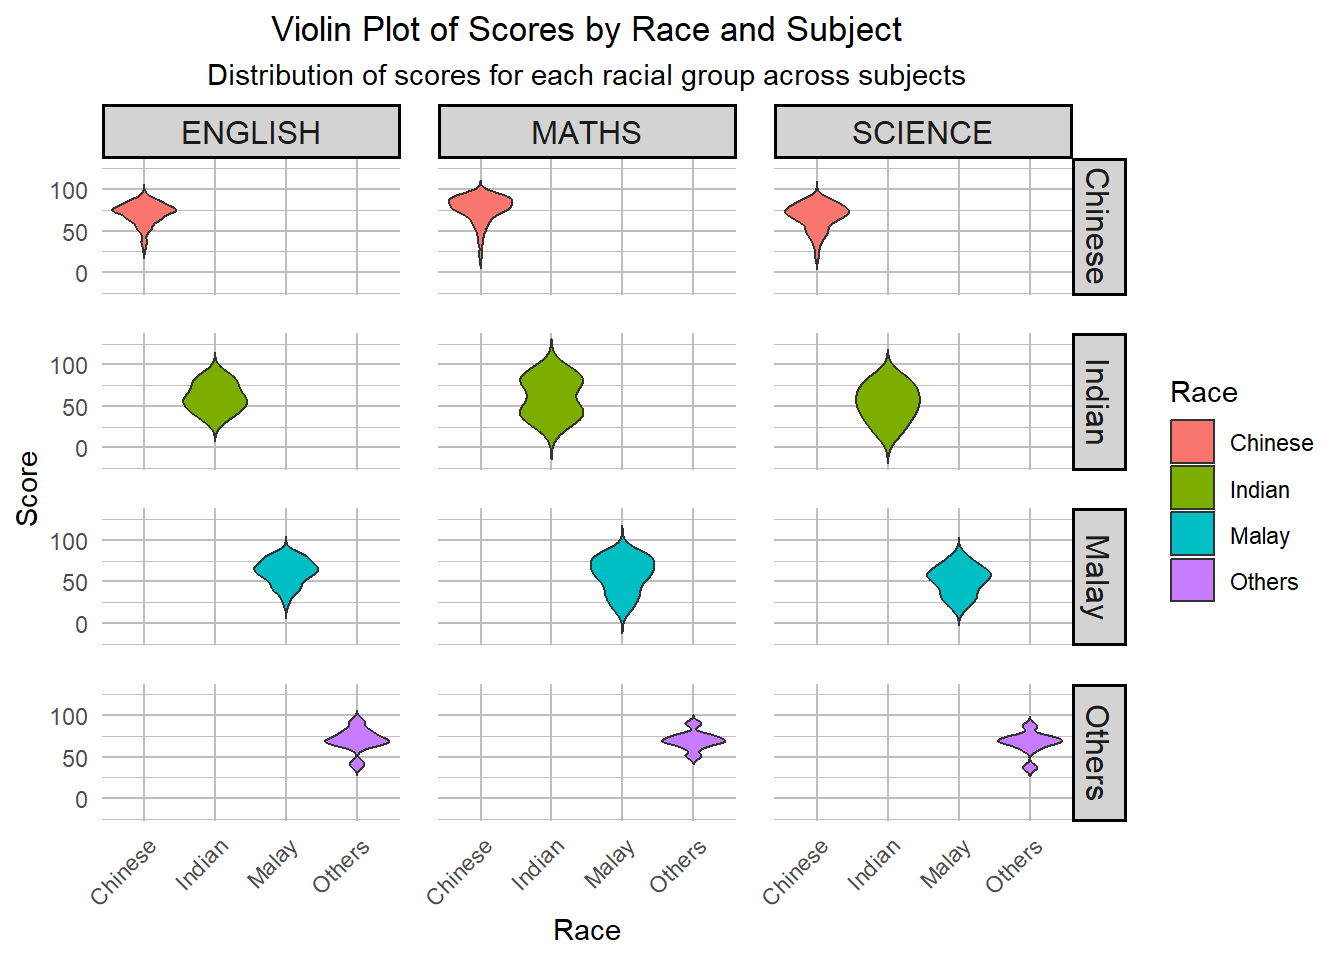 Violin Plot of Scores by Race and Subject
Distribution of scores for each racial group across subjects
ENGLISH
MATHS
SCIENCE
Score
100
50
0
Chinese
100
50
0
Indian
100
50
0
Malay
100
50
0
Others
Chinese
Indian
Malay
Others
Chinese
Indian
Malay
Others
Chinese
Indian
Malay
Others
Race
Race
Chinese
Indian
Malay
Others